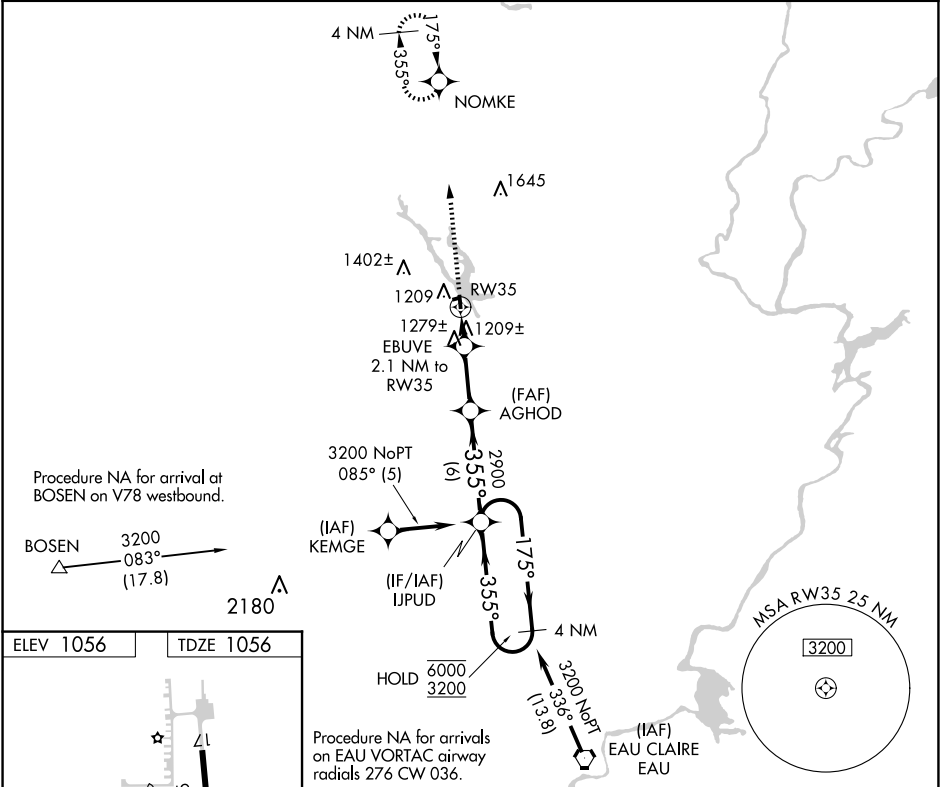 4 NM
175°
355°
NOMKE
1645
1402±
1209
RW35
1279±
1209±
EBUVE
2.1 NM to
RW35
(FAF)
AGHOD
3200 NoPT
085° (5)
2900
355°
(6)
Procedure NA for arrival at
BOSEN on V78 westbound.
(IAF)
KEMGE
BOSEN
3200
083°
(17.8)
(IF/IAF)
IJPUD
175°
355°
2180
4 NM
MSA RW35 25 NM
3200
ELEV 1056
TDZE 1056
HOLD
6000
3200
3200 NoPT
336°
(13.8)
(IAF)
EAU CLAIRE
EAU
Procedure NA for arrivals
on EAU VORTAC airway
radials 276 CW 036.
17